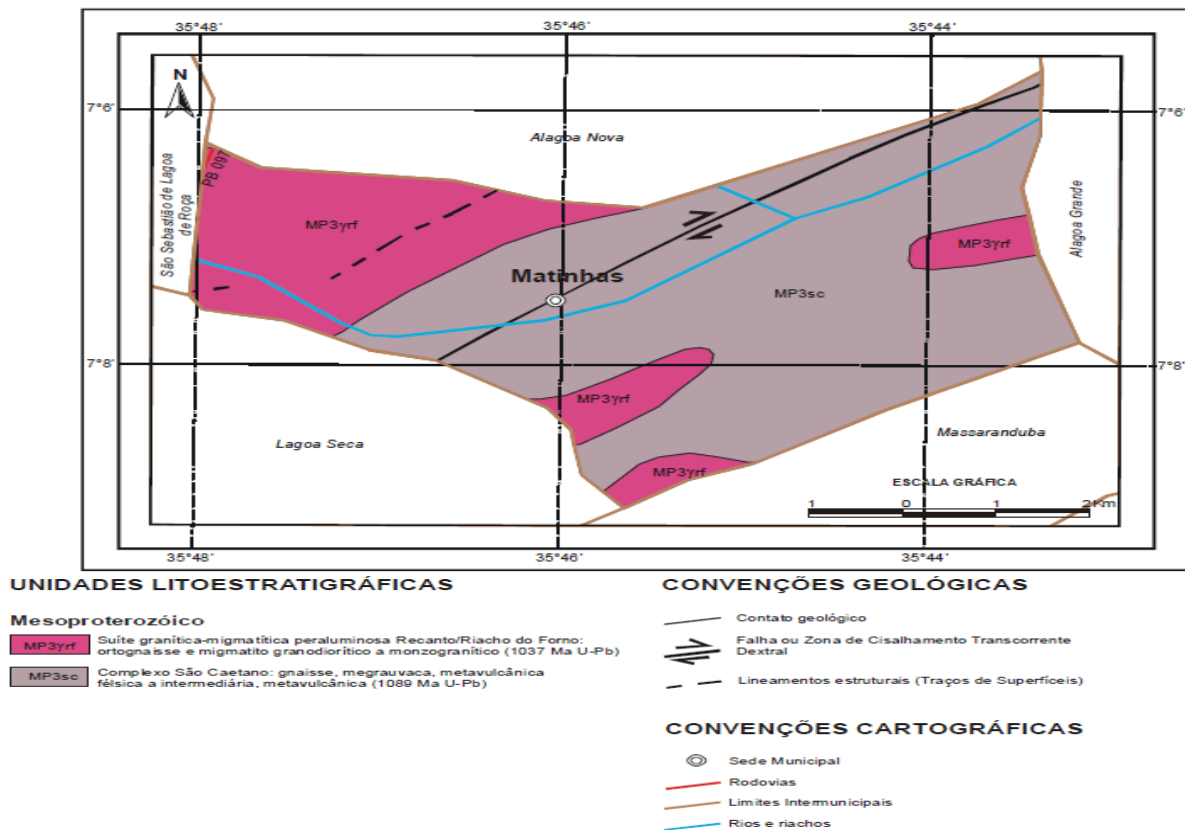 35°48' 35°46' 35°44'
N
7°6' 7°6'
Alagoa Nova
São Sebastião de Lagoa
de Roça
PB 097
Alagoa Grande
MP3γrf
MP3γrf
Matinhas
MP3sc
7°8' 7°8'
MP3γrf
Lagoa Seca
Massaranduba
MP3γrf
ESCALA GRÁFICA
1 0 1 2Km
35°48' 35°46' 35°44'
UNIDADES LITOESTRATIGRÁFICAS
Mesoproterozóico
MP3γrf
Suíte granítica-migmatítica peraluminosa Recanto/Riacho do Forno:
ortognaisse e migmatito granodiorítico a monzogranítico (1037 Ma U-Pb)
MP3sc
Complexo São Caetano: gnaisse, megrauvaca, metavulcânica
félsica a intermediária, metavulcânica (1089 Ma U-Pb)
CONVENÇÕES GEOLÓGICAS
Contato geológico
Falha ou Zona de Cisalhamento Transcorrente
Dextral
Lineamentos estruturais (Traços de Superfíceis)
CONVENÇÕES CARTOGRÁFICAS
Sede Municipal
Rodovias
Limites Intermunicipais
Rios e riachos